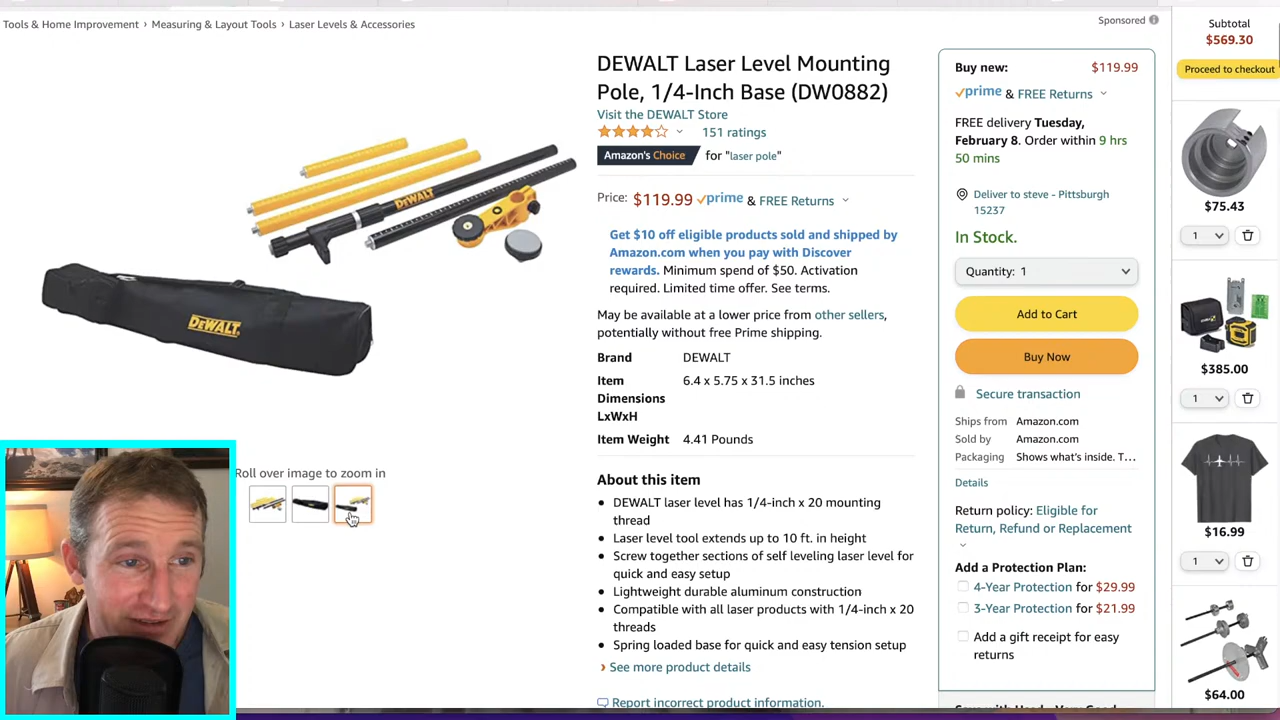 Tools & Home Improvement › Measuring & Layout Tools › Laser Levels & Accessories
Sponsored
DEWALT Laser Level Mounting
Pole, 1/4-Inch Base (DW0882)
Visit the DEWALT Store
151 ratings
Amazon's Choice for "laser pole"
Price: $119.99 prime & FREE Returns
Get $10 off eligible products sold and shipped by
Amazon.com when you pay with Discover
rewards. Minimum spend of $50. Activation
required. Limited time offer. See terms.
May be available at a lower price from other sellers,
potentially without free Prime shipping.
Brand DEWALT
Item 6.4 x 5.75 x 31.5 inches
Dimensions
LxWxH
Item Weight 4.41 Pounds
About this item
• DEWALT laser level has 1/4-inch x 20 mounting
thread
• Laser level tool extends up to 10 ft. in height
• Screw together sections of self leveling laser level for
quick and easy setup
• Lightweight durable aluminum construction
• Compatible with all laser products with 1/4-inch x 20
threads
• Spring loaded base for quick and easy tension setup
› See more product details
Report incorrect product information.
DEWALT
DEWALT
Roll over image to zoom in
Buy new: $119.99
prime & FREE Returns
FREE delivery Tuesday,
February 8. Order within 9 hrs
50 mins
Deliver to steve - Pittsburgh
15237
In Stock.
Quantity: 1
Add to Cart
Buy Now
Secure transaction
Ships from Amazon.com
Sold by Amazon.com
Packaging Shows what's inside. T…
Details
Return policy: Eligible for
Return, Refund or Replacement
Add a Protection Plan:
4-Year Protection for $29.99
3-Year Protection for $21.99
Add a gift receipt for easy
returns
Subtotal
$569.30
Proceed to checkout
$75.43
1
$385.00
1
$16.99
1
$64.00